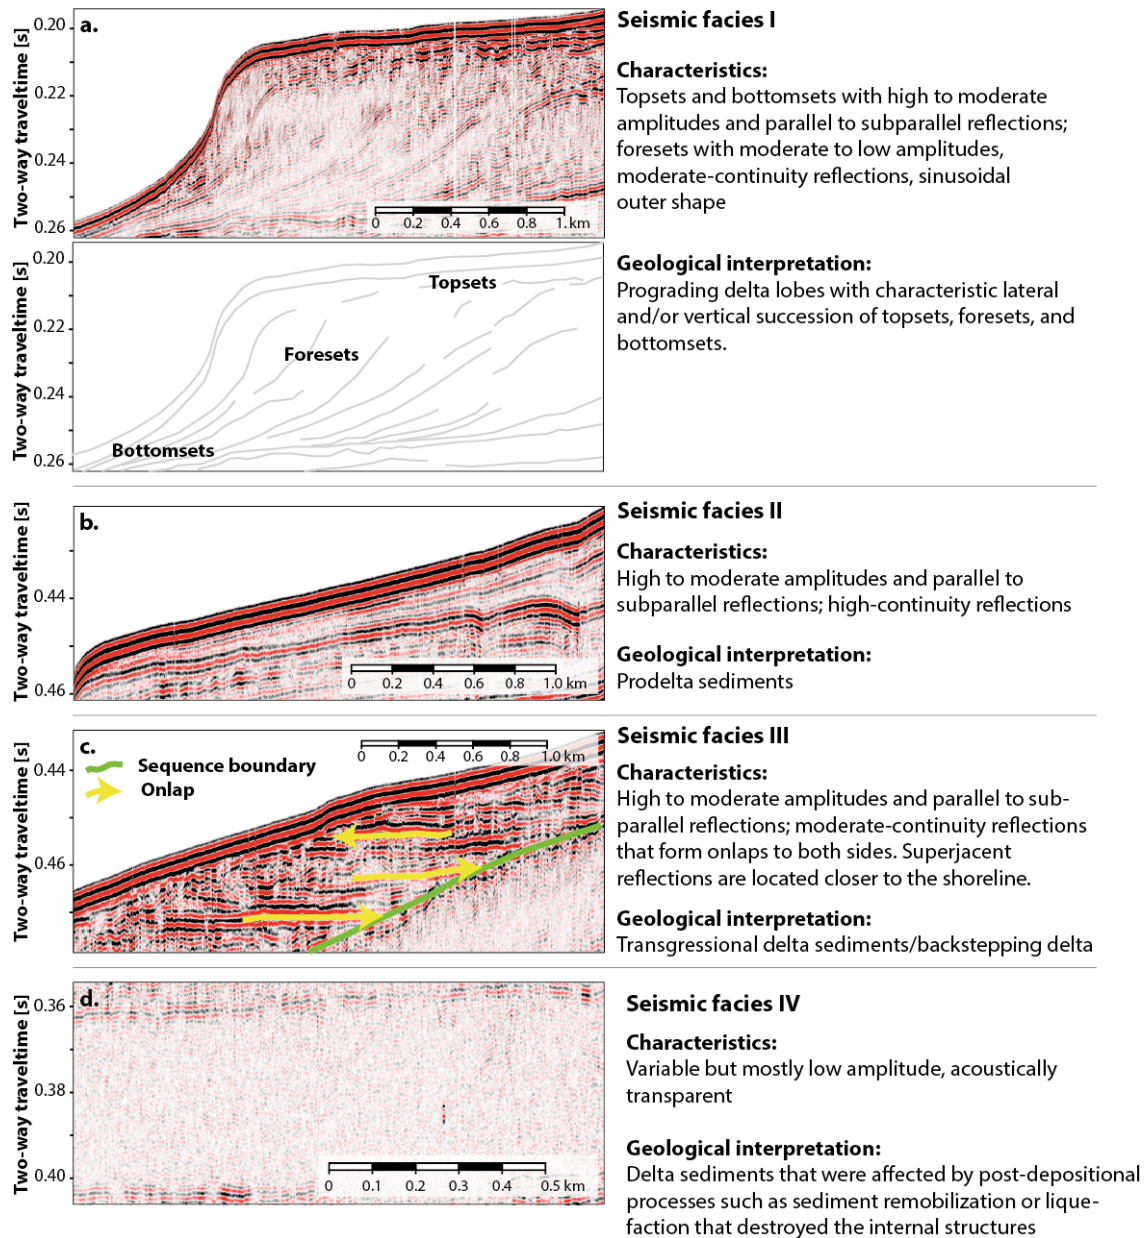 a.
Two-way traveltime [s]
0.20
0.22
0.24
0.26
0 0.2 0.4 0.6 0.8 1. km
Seismic facies I
Characteristics:
Topsets and bottomsets with high to moderate
amplitudes and parallel to subparallel reflections;
foresets with moderate to low amplitudes,
moderate-continuity reflections, sinusoidal
outer shape
Two-way traveltime [s]
0.20
0.22
0.24
0.26
Topsets
Foresets
Bottomsets
Geological interpretation:
Prograding delta lobes with characteristic lateral
and/or vertical succession of topsets, foresets, and
bottomsets.
b.
Two-way traveltime [s]
0.44
0.46
0 0.2 0.4 0.6 0.8 1.0 km
Seismic facies II
Characteristics:
High to moderate amplitudes and parallel to
subparallel reflections; high-continuity reflections
Geological interpretation:
Prodelta sediments
c.
Two-way traveltime [s]
0.44
0.46
0 0.2 0.4 0.6 0.8 1.0 km
Sequence boundary
Onlap
Seismic facies III
Characteristics:
High to moderate amplitudes and parallel to sub-
parallel reflections; moderate-continuity reflections
that form onlaps to both sides. Superjacent
reflections are located closer to the shoreline.
Geological interpretation:
Transgressional delta sediments/backstepping delta
d.
Two-way traveltime [s]
0.36
0.38
0.40
0 0.1 0.2 0.3 0.4 0.5 km
Seismic facies IV
Characteristics:
Variable but mostly low amplitude, acoustically
transparent
Geological interpretation:
Delta sediments that were affected by post-depositional
processes such as sediment remobilization or lique-
faction that destroyed the internal structures